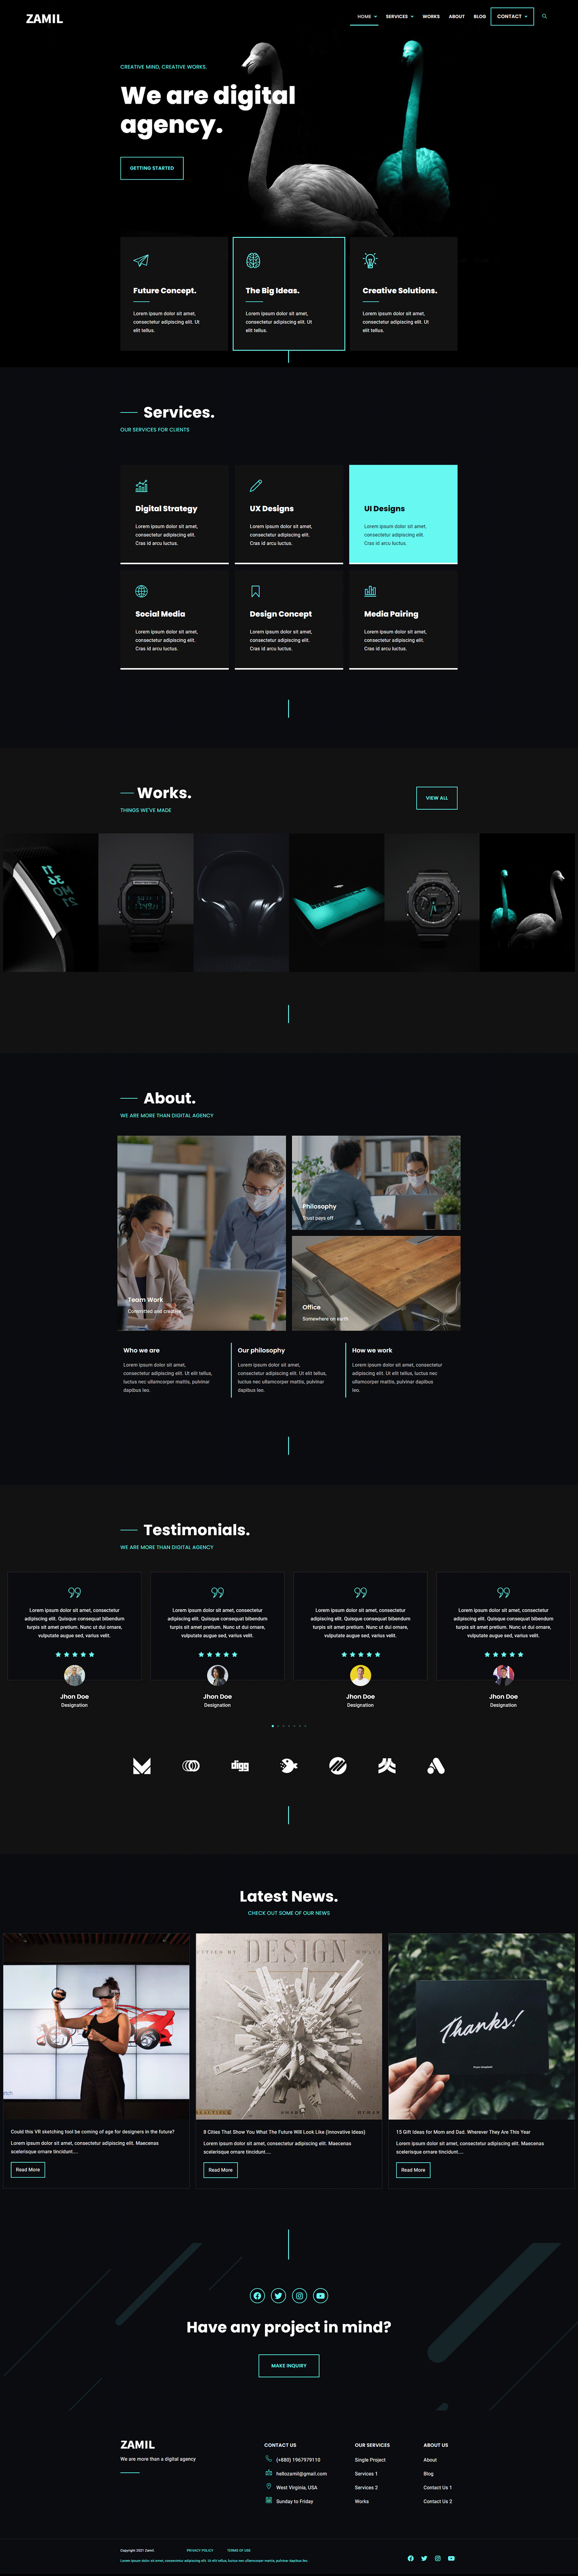 ZAMIL
HOME SERVICES WORKS ABOUT BLOG CONTACT
CREATIVE MIND, CREATIVE WORKS.
We are digital
agency.
GETTING STARTED
Future Concept.
Lorem ipsum dolor sit amet,
consectetur adipiscing elit. Ut
elit tellus.
The Big Ideas.
Lorem ipsum dolor sit amet,
consectetur adipiscing elit. Ut
elit tellus.
Creative Solutions.
Lorem ipsum dolor sit amet,
consectetur adipiscing elit. Ut
elit tellus.
Services.
OUR SERVICES FOR CLIENTS
Digital Strategy
Lorem ipsum dolor sit amet,
consectetur adipiscing elit.
Cras id arcu luctus.
UX Designs
Lorem ipsum dolor sit amet,
consectetur adipiscing elit.
Cras id arcu luctus.
UI Designs
Lorem ipsum dolor sit amet,
consectetur adipiscing elit.
Cras id arcu luctus.
Social Media
Lorem ipsum dolor sit amet,
consectetur adipiscing elit.
Cras id arcu luctus.
Design Concept
Lorem ipsum dolor sit amet,
consectetur adipiscing elit.
Cras id arcu luctus.
Media Pairing
Lorem ipsum dolor sit amet,
consectetur adipiscing elit.
Cras id arcu luctus.
Works.
THINGS WE'VE MADE
VIEW ALL
About.
WE ARE MORE THAN DIGITAL AGENCY
Team Work
Committed and creative
Philosophy
Trust pays off
Office
Somewhere on earth
Who we are
Lorem ipsum dolor sit amet,
consectetur adipiscing elit. Ut elit tellus,
luctus nec ullamcorper mattis, pulvinar
dapibus leo.
Our philosophy
Lorem ipsum dolor sit amet,
consectetur adipiscing elit. Ut elit tellus,
luctus nec ullamcorper mattis, pulvinar
dapibus leo.
How we work
Lorem ipsum dolor sit amet, consectetur
adipiscing elit. Ut elit tellus, luctus nec
ullamcorper mattis, pulvinar dapibus
leo.
Testimonials.
WE ARE MORE THAN DIGITAL AGENCY
Lorem ipsum dolor sit amet, consectetur
adipiscing elit. Quisque consequat bibendum
turpis sit amet pretium. Nunc ut dui ornare,
vulputate augue sed, varius velit.
Jhon Doe
Designation
Lorem ipsum dolor sit amet, consectetur
adipiscing elit. Quisque consequat bibendum
turpis sit amet pretium. Nunc ut dui ornare,
vulputate augue sed, varius velit.
Jhon Doe
Designation
Lorem ipsum dolor sit amet, consectetur
adipiscing elit. Quisque consequat bibendum
turpis sit amet pretium. Nunc ut dui ornare,
vulputate augue sed, varius velit.
Jhon Doe
Designation
Lorem ipsum dolor sit amet, consectetur
adipiscing elit. Quisque consequat bibendum
turpis sit amet pretium. Nunc ut dui ornare,
vulputate augue sed, varius velit.
Jhon Doe
Designation
digg
Latest News.
CHECK OUT SOME OF OUR NEWS
Could this VR sketching tool be coming of age for designers in the future?
Lorem ipsum dolor sit amet, consectetur adipiscing elit. Maecenas
scelerisque ornare tincidunt....
Read More
DESIGN
8 Cities That Show You What The Future Will Look Like (Innovative Ideas)
Lorem ipsum dolor sit amet, consectetur adipiscing elit. Maecenas
scelerisque ornare tincidunt....
Read More
Thanks!
15 Gift Ideas for Mom and Dad. Wherever They Are This Year
Lorem ipsum dolor sit amet, consectetur adipiscing elit. Maecenas
scelerisque ornare tincidunt....
Read More
Have any project in mind?
MAKE INQUIRY
ZAMIL
We are more than a digital agency
CONTACT US
(+880) 1967979110
hellozamil@gmail.com
West Virginia, USA
Sunday to Friday
OUR SERVICES
Single Project
Services 1
Services 2
Works
ABOUT US
About
Blog
Contact Us 1
Contact Us 2
Copyright 2021 Zamil. PRIVACY POLICY TERMS OF USE
Lorem ipsum dolor sit amet, consectetur adipiscing elit. Ut elit tellus, luctus nec ullamcorper mattis, pulvinar dapibus leo.